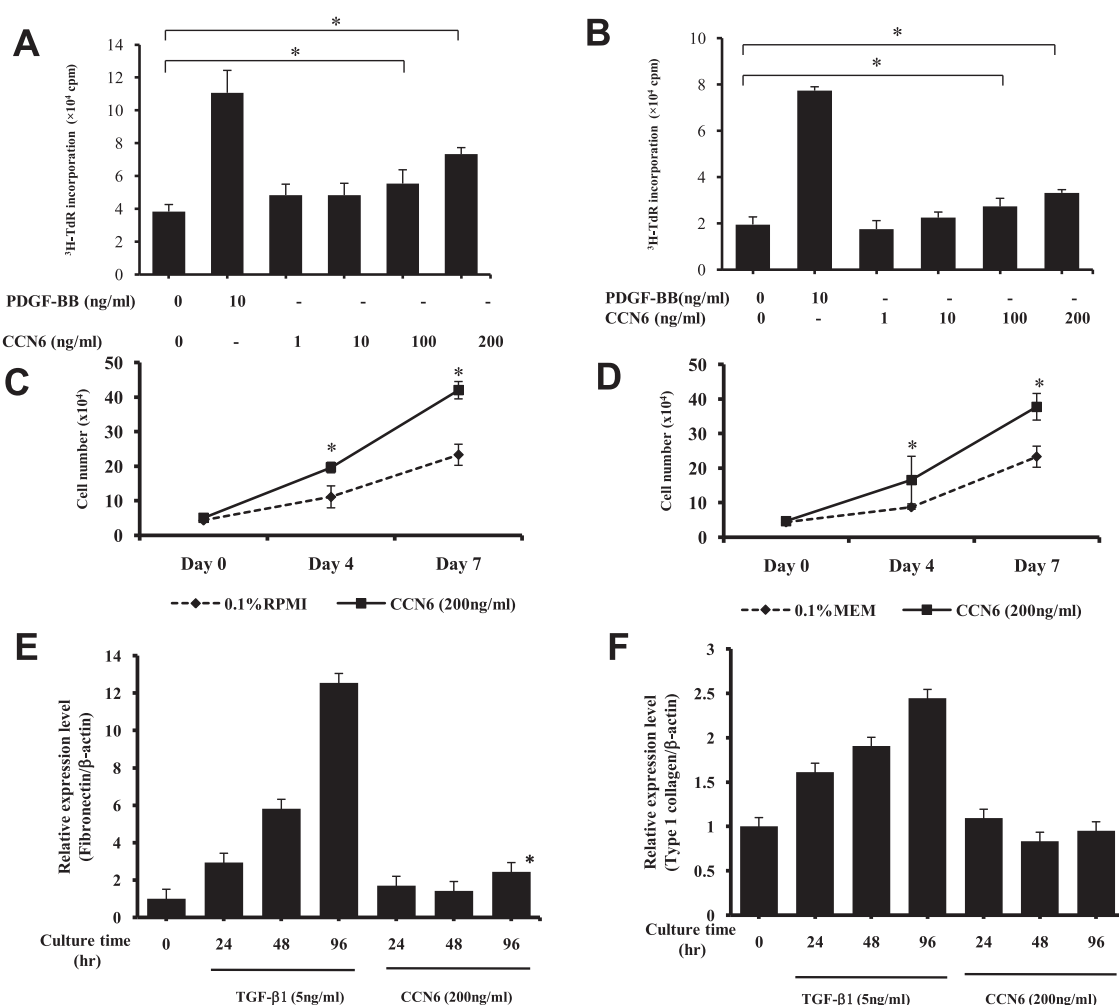 A
*
*
14
12
10
8
6
4
2
0
³H-TdR incorporation (×10⁴ cpm)
PDGF-BB (ng/ml) 0 10 - - - -
CCN6 (ng/ml) 0 - 1 10 100 200
B
*
*
10
8
6
4
2
0
³H-TdR incorporation (×10⁴ cpm)
PDGF-BB(ng/ml) 0 10 - - - -
CCN6 (ng/ml) 0 - 1 10 100 200
C
50
40
30
20
10
0
Cell number (x10⁴)
*
*
Day 0 Day 4 Day 7
0.1%RPMI CCN6 (200ng/ml)
D
50
40
30
20
10
0
Cell number (x10⁴)
*
*
Day 0 Day 4 Day 7
0.1%MEM CCN6 (200ng/ml)
E
14
12
10
8
6
4
2
0
Relative expression level
(Fibronectin/β-actin)
*
Culture time 0 24 48 96 24 48 96
(hr)
TGF-β1 (5ng/ml) CCN6 (200ng/ml)
F
3
2.5
2
1.5
1
0.5
0
Relative expression level
(Type 1 collagen/β-actin)
Culture time 0 24 48 96 24 48 96
(hr)
TGF-β1 (5ng/ml) CCN6 (200ng/ml)